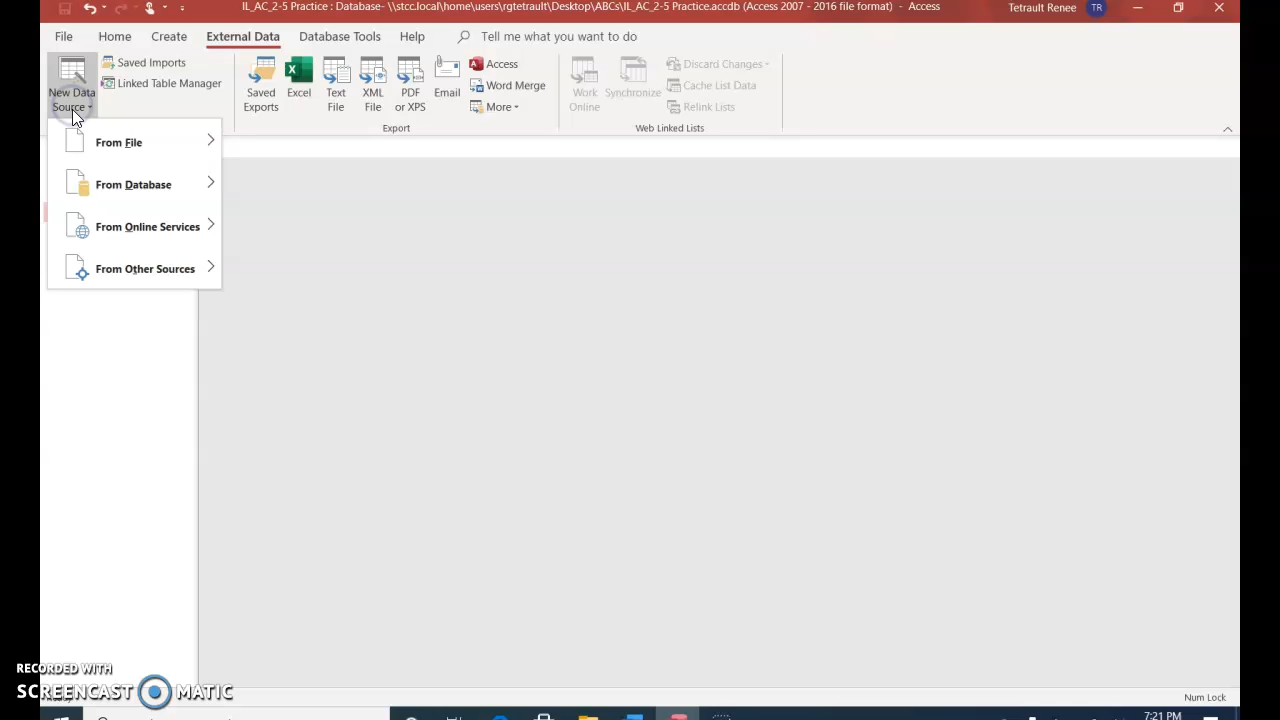 IL_AC_2-5 Practice : Database- \\stcc.local\home\users\rgtetrault\Desktop\ABCs\IL_AC_2-5 Practice.accdb (Access 2007 - 2016 file format) - Access
Tetrault Renee TR
File Home Create External Data Database Tools Help Tell me what you want to do
New Data Source
Saved Imports
Linked Table Manager
Saved Exports
Excel
Text File
XML File
PDF or XPS
Email
Access
Word Merge
More
Export
Work Online
Synchronize
Discard Changes
Cache List Data
Relink Lists
Web Linked Lists
From File
From Database
From Online Services
From Other Sources
RECORDED WITH
SCREENCAST MATIC
Num Lock
7:21 PM